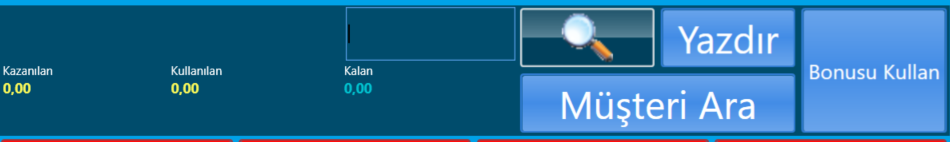 Yazdır
Bonusu Kullan
Kazanılan Kullanılan Kalan
0,00 0,00 0,00
Müşteri Ara